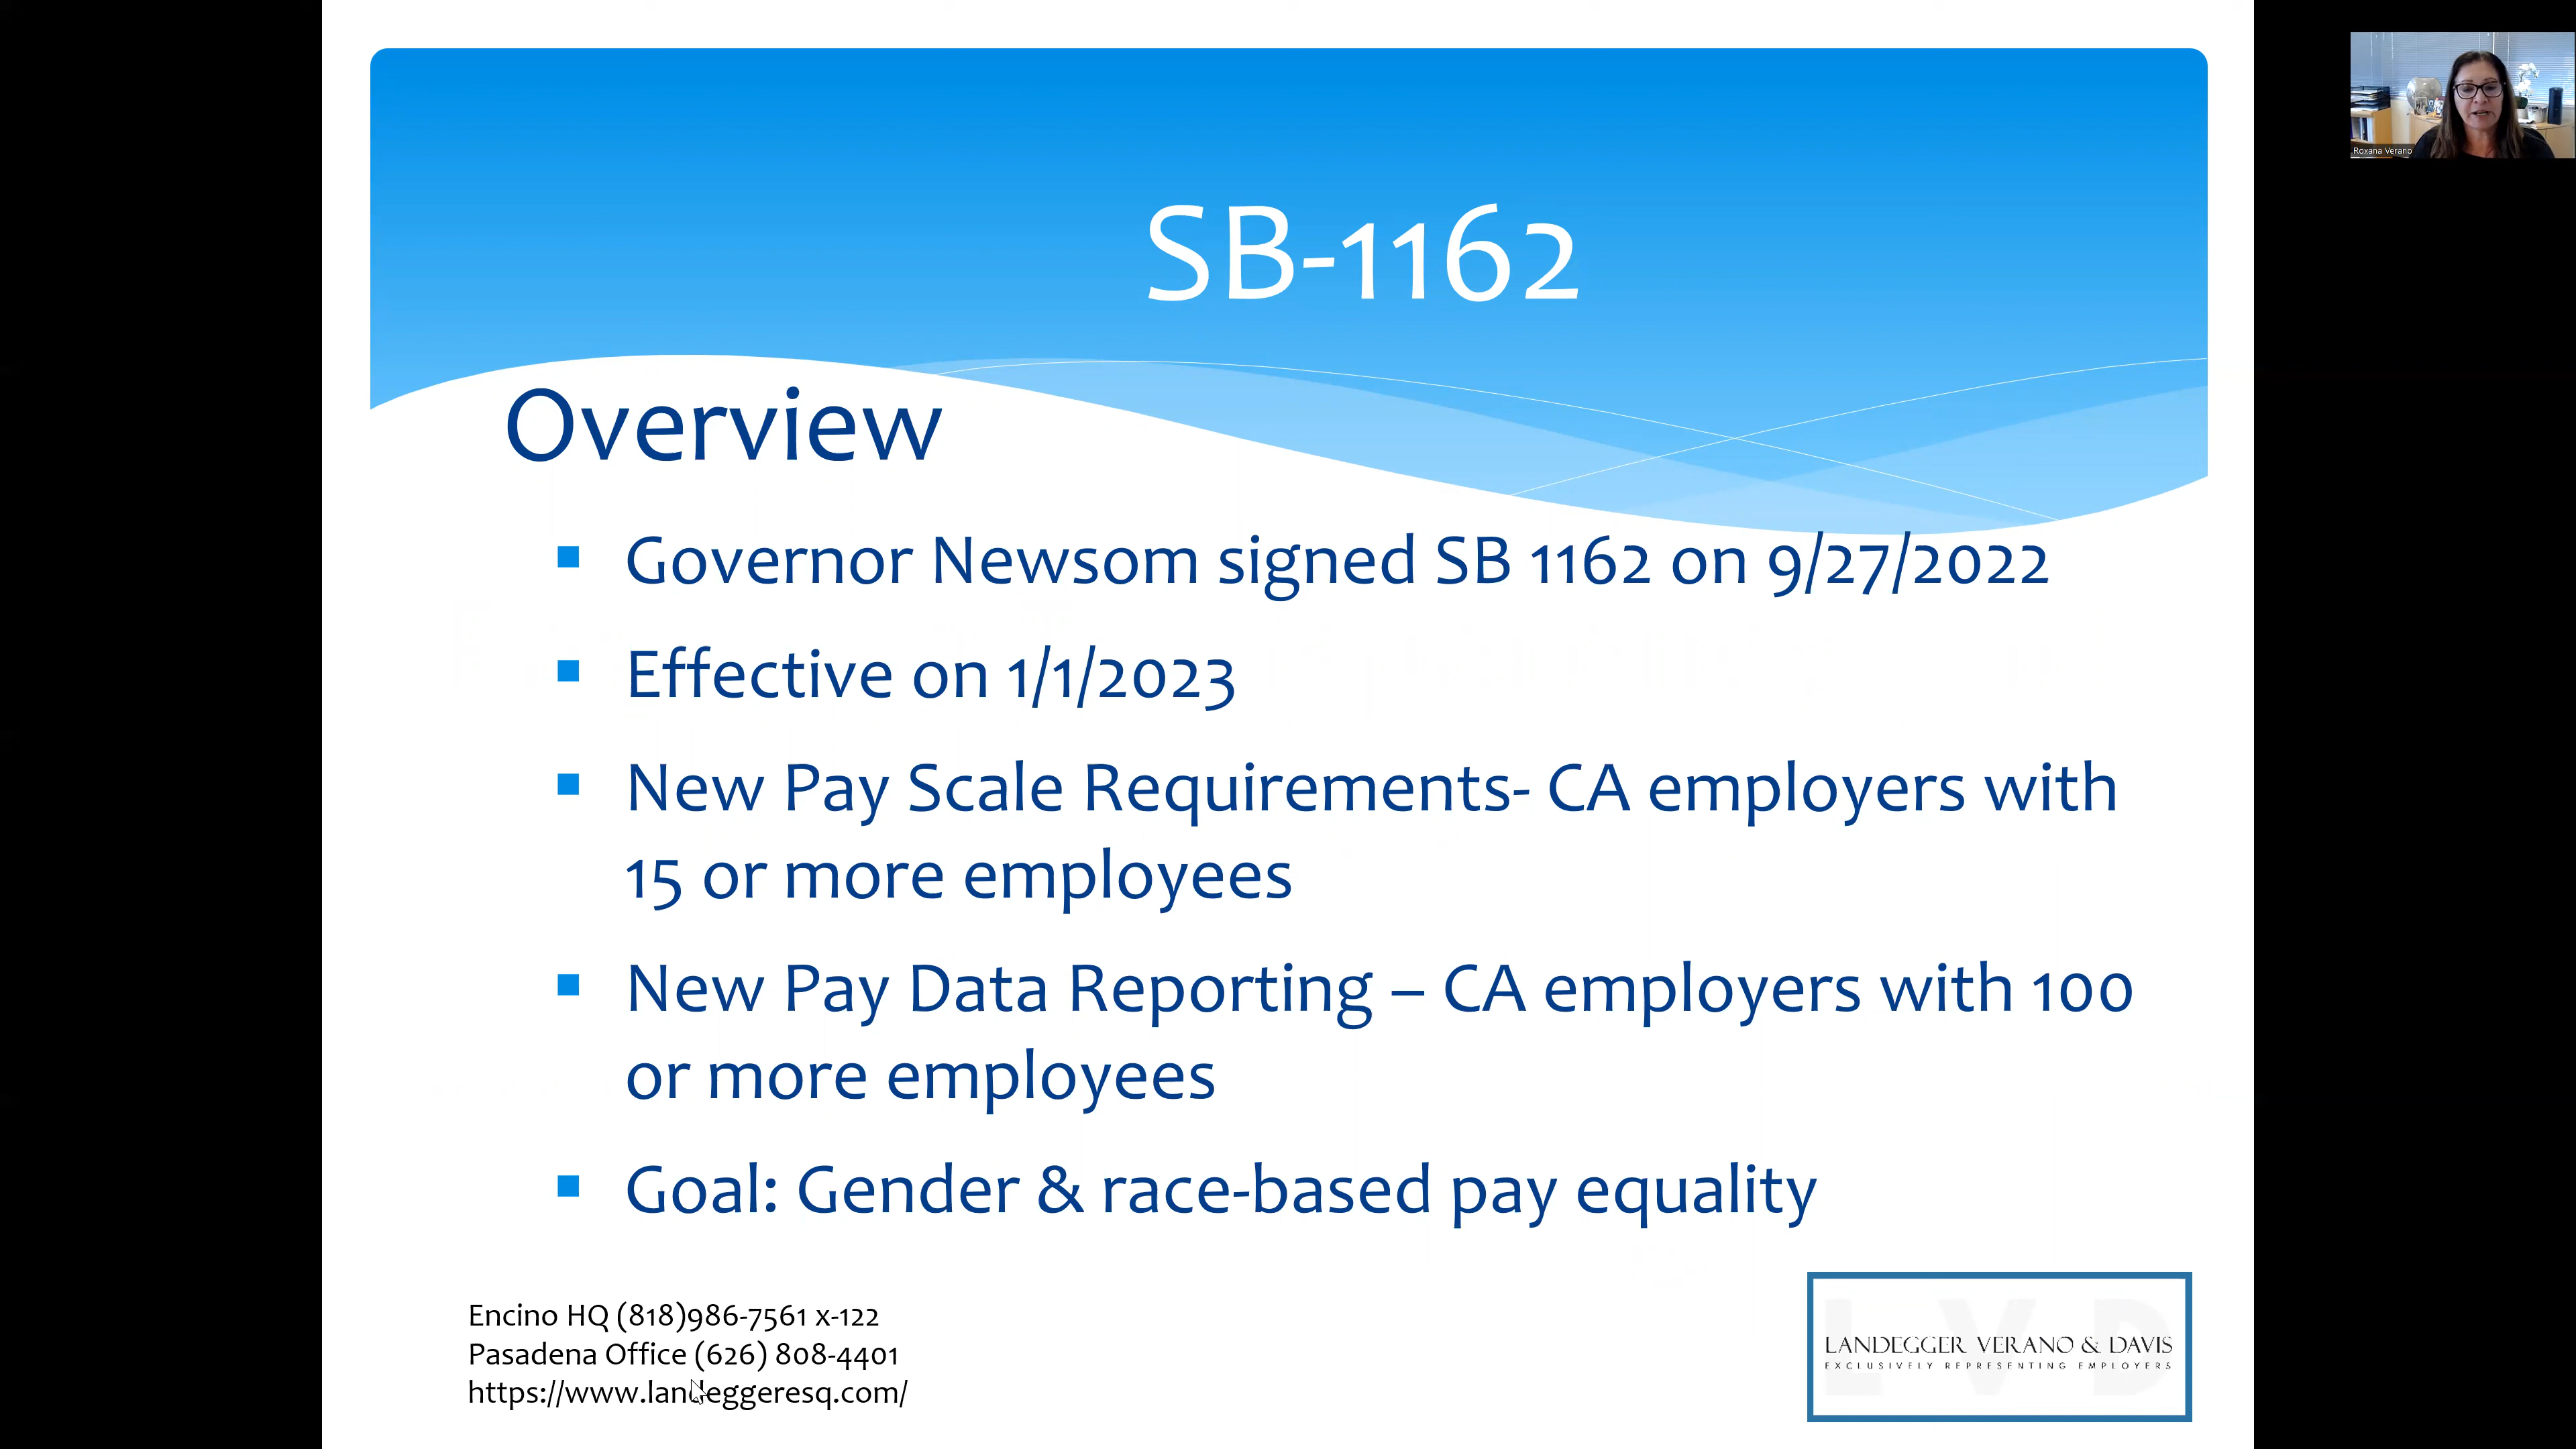 SB-1162
Overview
Governor Newsom signed SB 1162 on 9/27/2022
Effective on 1/1/2023
New Pay Scale Requirements- CA employers with
15 or more employees
New Pay Data Reporting – CA employers with 100
or more employees
Goal: Gender & race-based pay equality
Encino HQ (818)986-7561 x-122
Pasadena Office (626) 808-4401
https://www.landeggeresq.com/
LVD
LANDEGGER VERANO & DAVIS
EXCLUSIVELY REPRESENTING EMPLOYERS
Roxana Verano